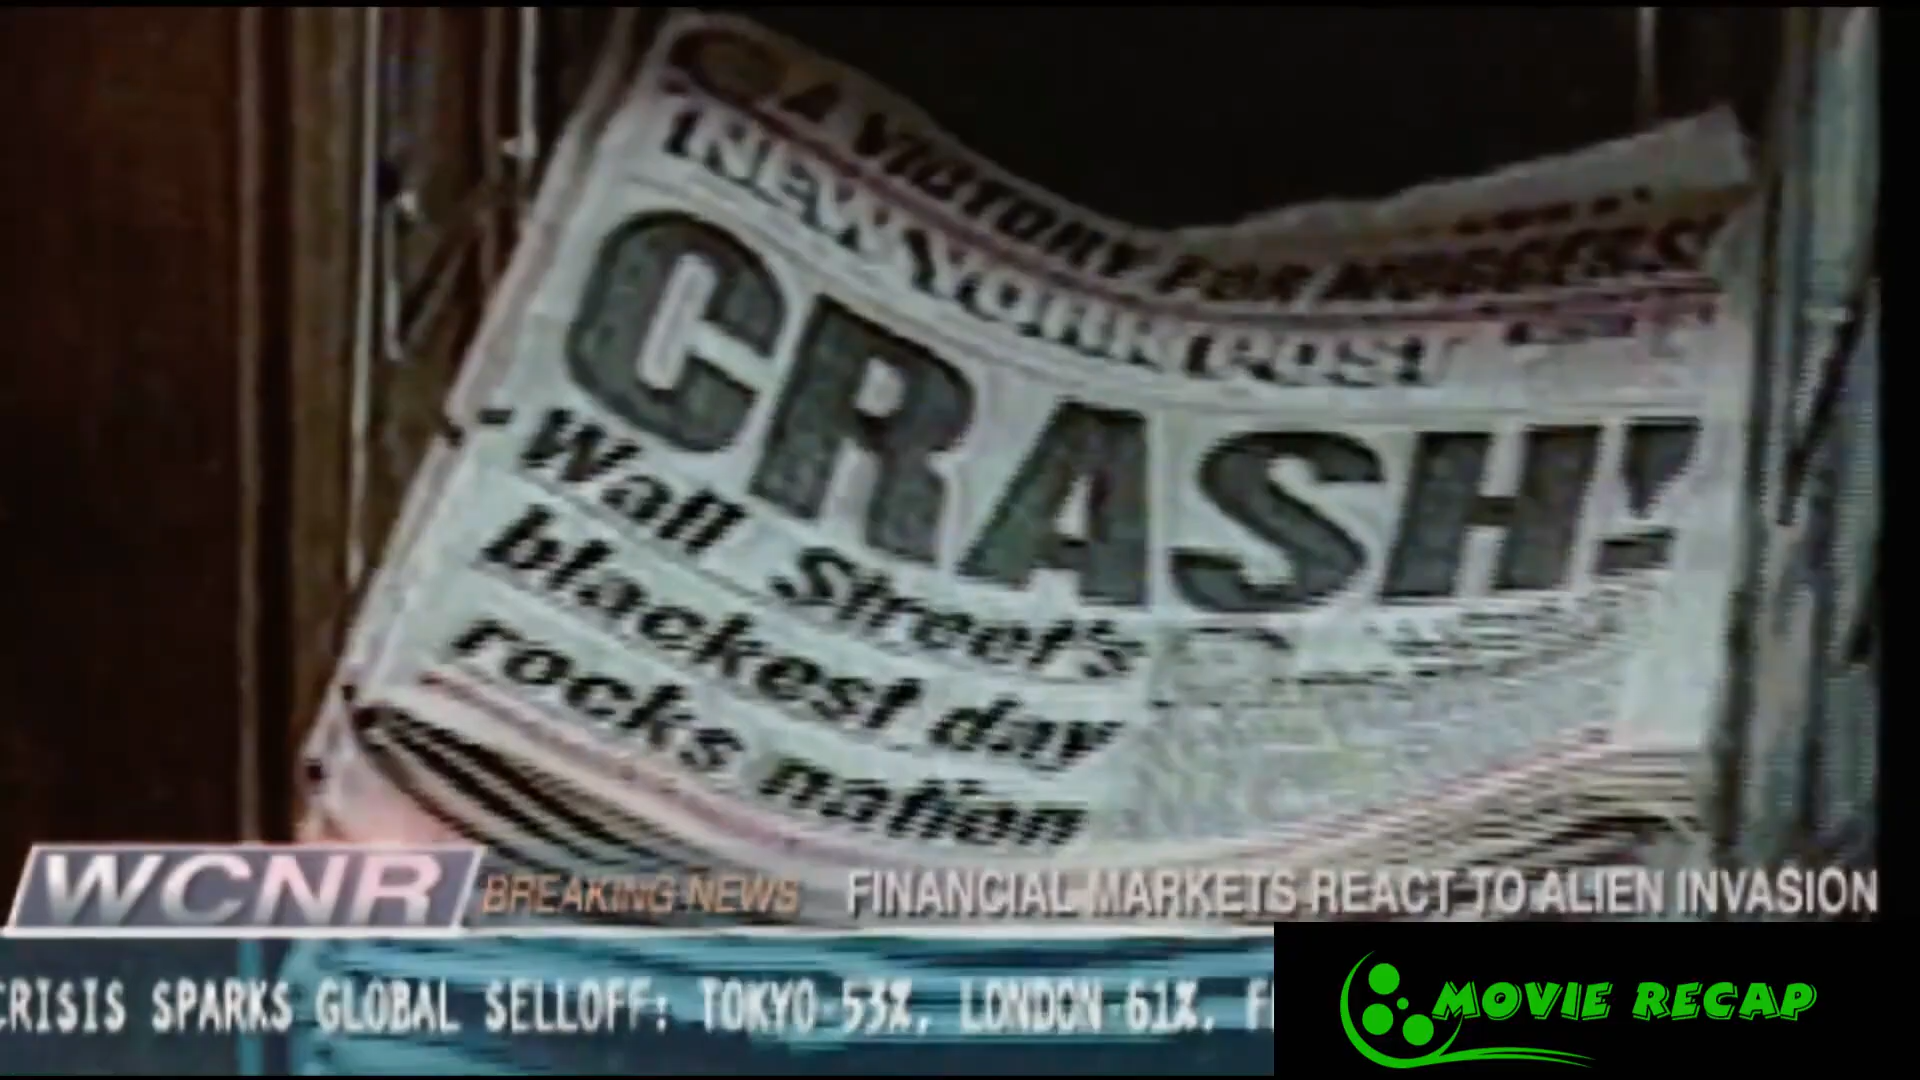 A VICTORY FOR
NEW YORK POST
CRASH!
- Wall Street's
blackest day
rocks nation
WCNR
BREAKING NEWS
FINANCIAL MARKETS REACT TO ALIEN INVASION
CRISIS SPARKS GLOBAL SELLOFF: TOKYO-53%, LONDON-61%, F
MOVIE RECAP